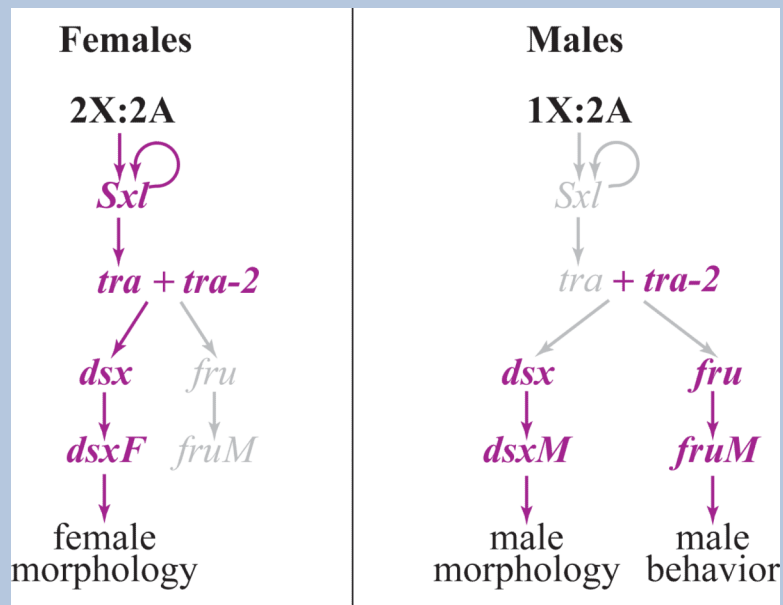 Females
2X:2A
Sxl
tra + tra-2
dsx fru
dsxF fruM
female
morphology
Males
1X:2A
Sxl
tra + tra-2
dsx fru
dsxM fruM
male male
morphology behavior